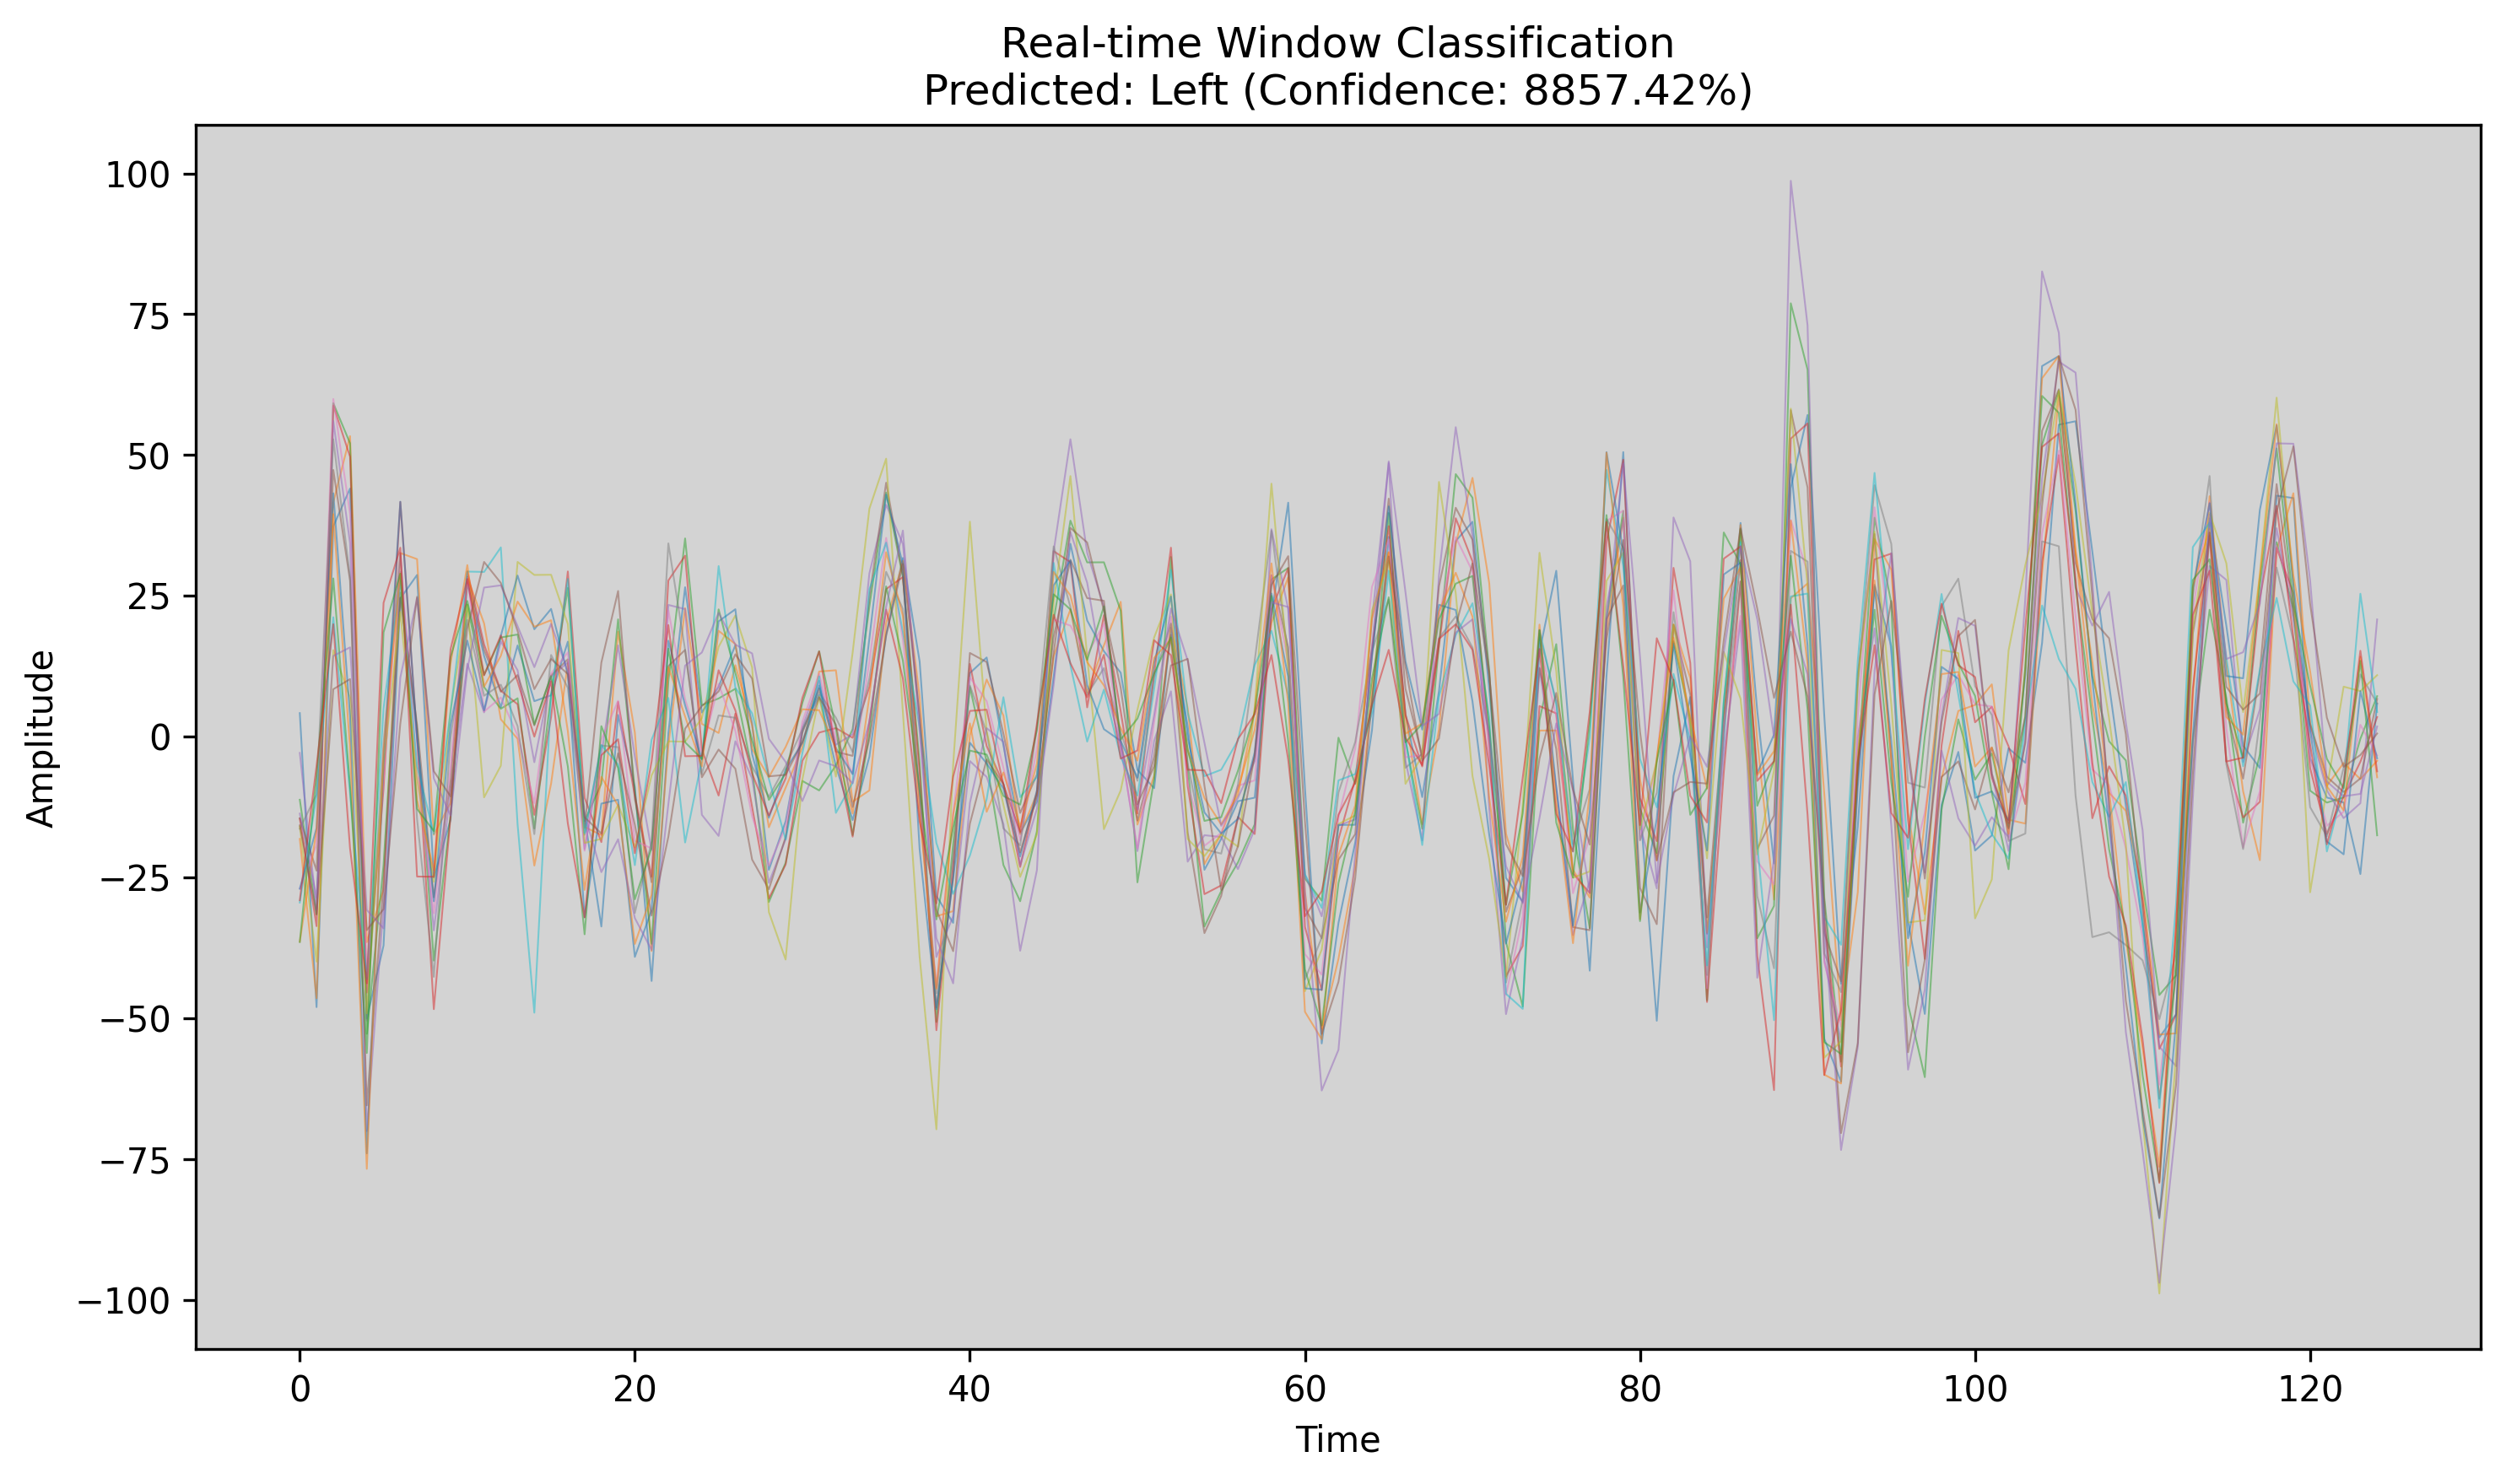 Real-time Window Classification
Predicted: Left (Confidence: 8857.42%)
100
75
50
25
0
−25
−50
−75
−100
Amplitude
0 20 40 60 80 100 120
Time